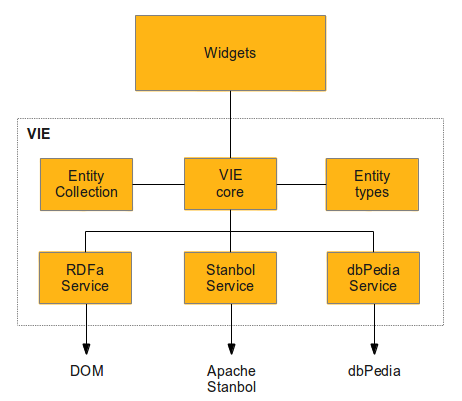 Widgets
VIE
Entity
Collection
VIE
core
Entity
types
RDFa
Service
Stanbol
Service
dbPedia
Service
DOM
Apache
Stanbol
dbPedia